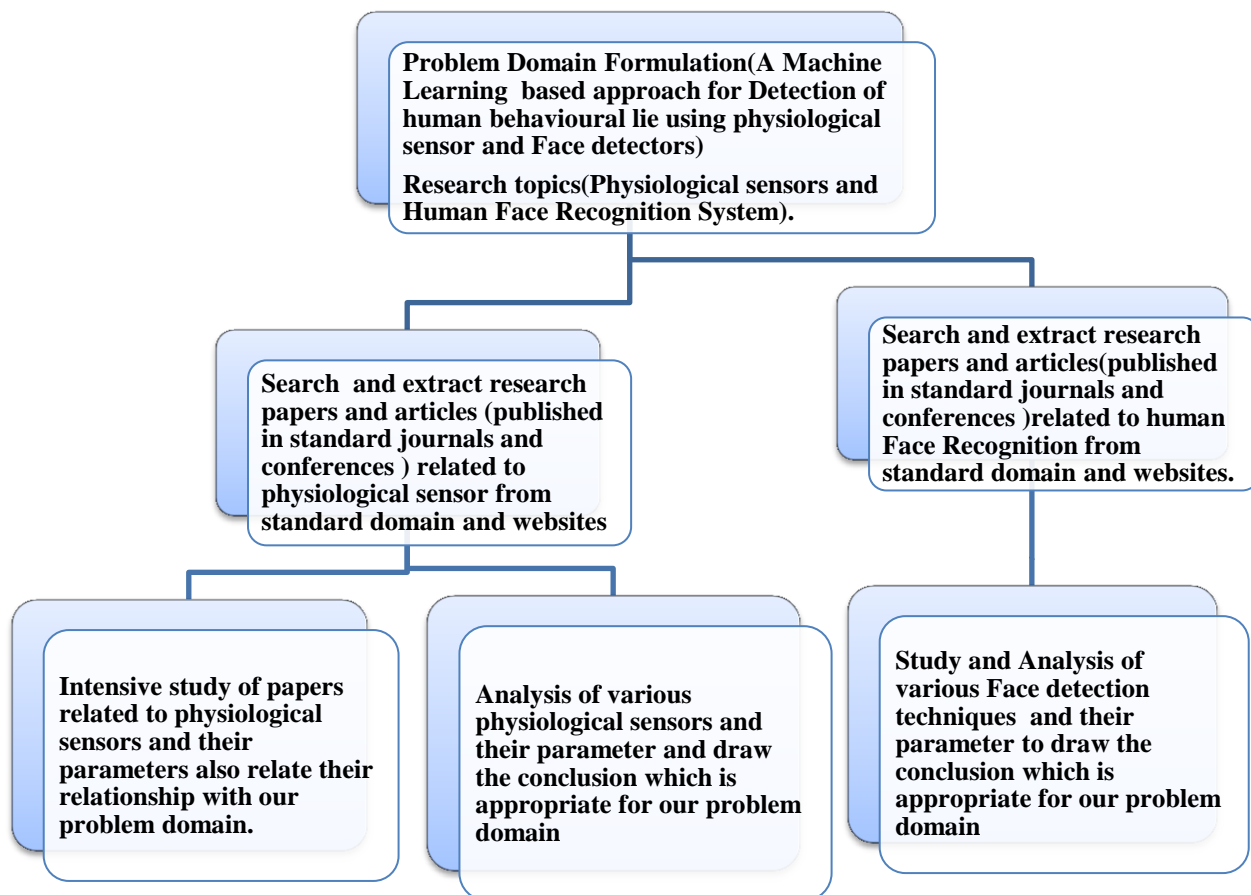 Problem Domain Formulation(A Machine
Learning  based approach for Detection of
human behavioural lie using physiological
sensor and Face detectors)
Research topics(Physiological sensors and
Human Face Recognition System).
Search  and extract research
papers and articles (published
in standard journals and
conferences ) related to
physiological sensor from
standard domain and websites
Search and extract research
papers and articles(published
in standard journals and
conferences )related to human
Face Recognition from
standard domain and websites.
Intensive study of papers
related to physiological
sensors and their
parameters also relate their
relationship with our
problem domain.
Analysis of various
physiological sensors and
their parameter and draw
the conclusion which is
appropriate for our problem
domain
Study and Analysis of
various Face detection
techniques  and their
parameter to draw the
conclusion which is
appropriate for our problem
domain